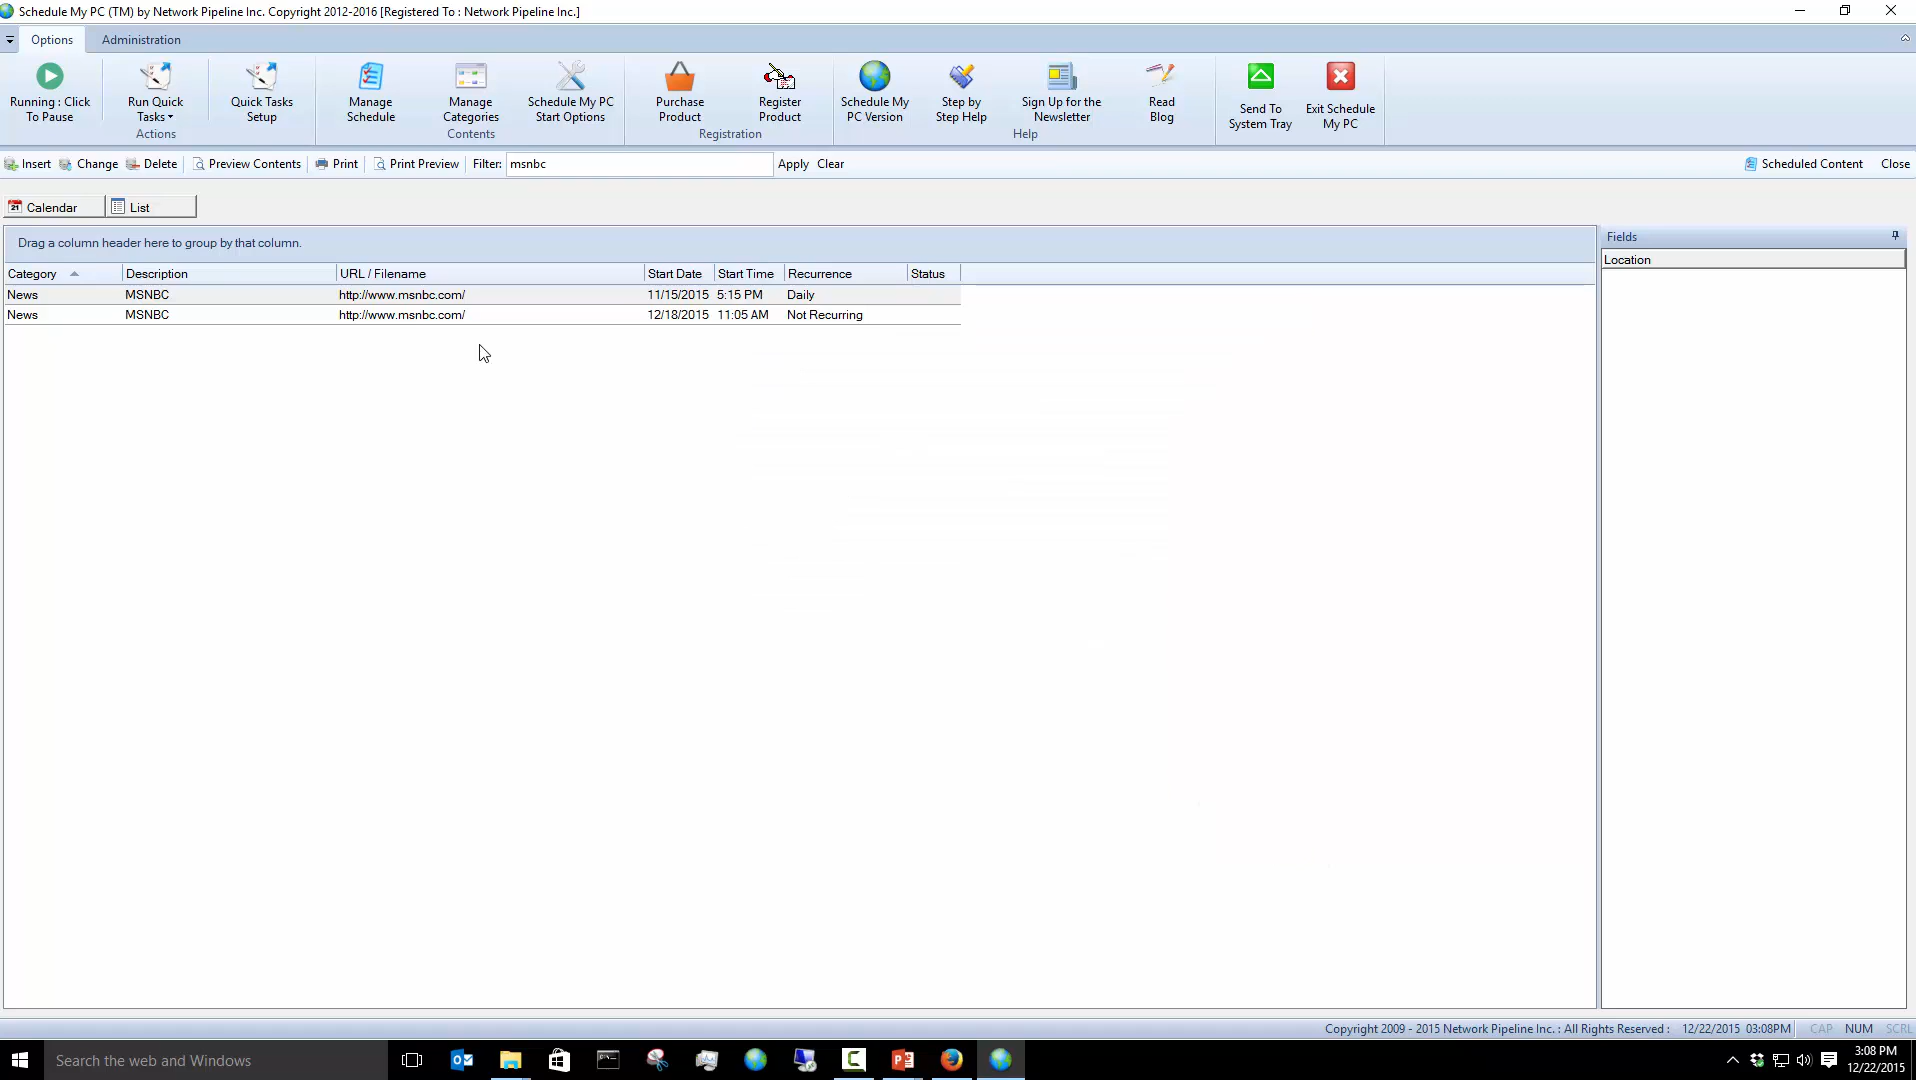 Schedule My PC (TM) by Network Pipeline Inc. Copyright 2012-2016 [Registered To : Network Pipeline Inc.]
Options Administration
Running : Click To Pause
Run Quick Tasks
Actions
Quick Tasks Setup
Manage Schedule
Manage Categories
Schedule My PC Start Options
Contents
Purchase Product
Register Product
Registration
Schedule My PC Version
Step by Step Help
Sign Up for the Newsletter
Read Blog
Help
Send To System Tray
Exit Schedule My PC
Insert Change Delete Preview Contents Print Print Preview Filter: msnbc Apply Clear Scheduled Content Close
21 Calendar List
Drag a column header here to group by that column.
Fields
Category Description URL / Filename Start Date Start Time Recurrence Status
Location
News MSNBC http://www.msnbc.com/ 11/15/2015 5:15 PM Daily
News MSNBC http://www.msnbc.com/ 12/18/2015 11:05 AM Not Recurring
Copyright 2009 - 2015 Network Pipeline Inc. : All Rights Reserved : 12/22/2015 03:08PM CAP NUM SCRL
Search the web and Windows
3:08 PM
12/22/2015